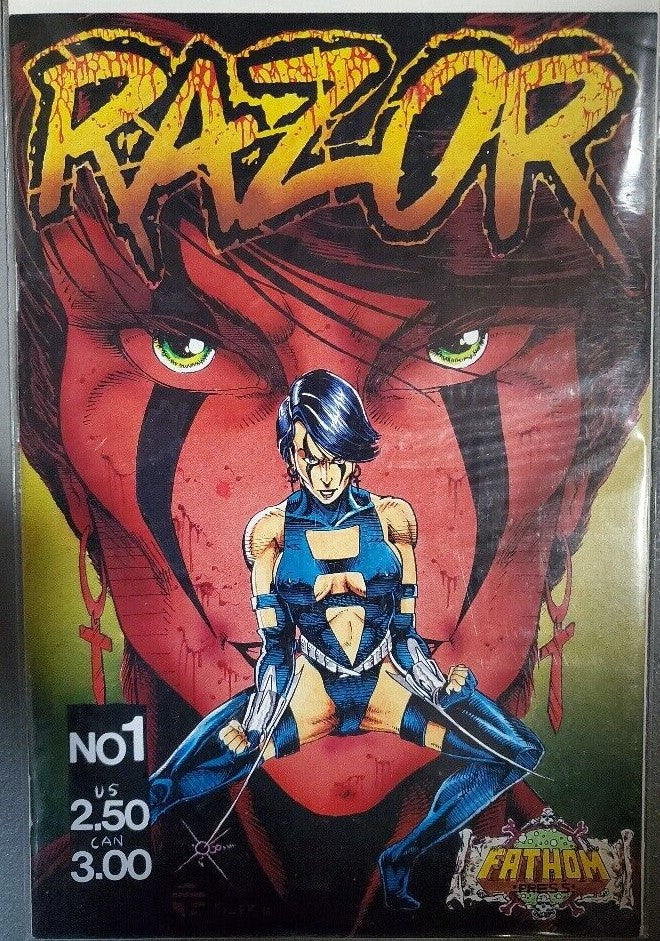 RAZOR
NO1
US
2.50
CAN
3.00
FATHOM
PRESS